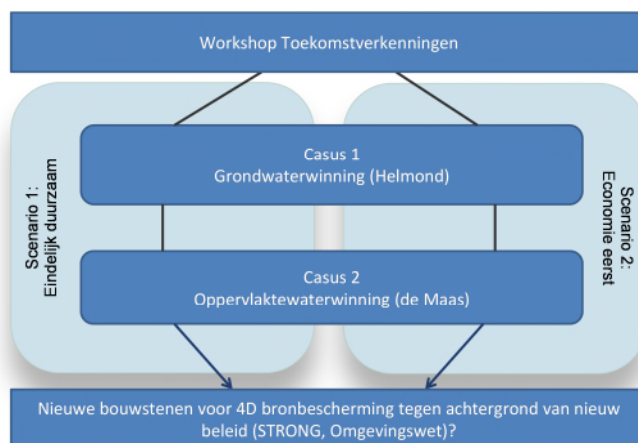 Workshop Toekomstverkenningen
Scenario 1:
Eindelijk duurzaam
Casus 1
Grondwaterwinning (Helmond)
Casus 2
Oppervlaktewaterwinning (de Maas)
Scenario 2:
Economie eerst
Nieuwe bouwstenen voor 4D bronbescherming tegen achtergrond van nieuw
beleid (STRONG, Omgevingswet)?